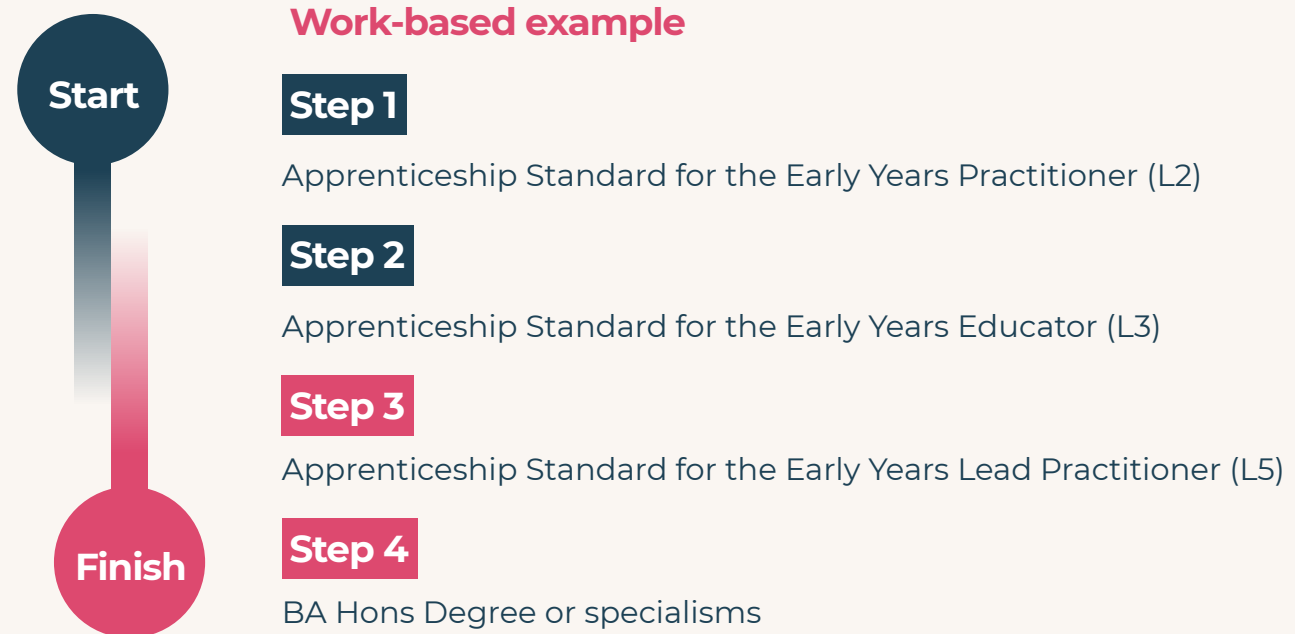 Work-based example
Start
Step 1
Apprenticeship Standard for the Early Years Practitioner (L2)
Step 2
Apprenticeship Standard for the Early Years Educator (L3)
Step 3
Apprenticeship Standard for the Early Years Lead Practitioner (L5)
Step 4
Finish
BA Hons Degree or specialisms